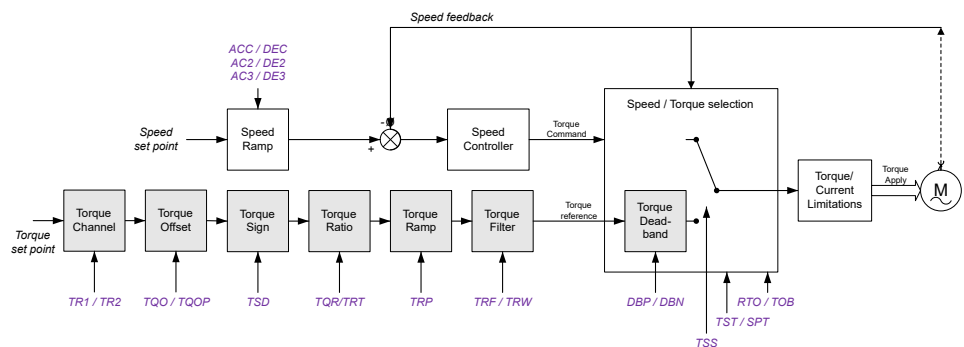 Speed feedback
ACC / DEC
AC2 / DE2
AC3 / DE3
Speed / Torque selection
Speed
set point
Speed
Ramp
-
+
Speed
Controller
Torque
Command
Torque/
Current
Limitations
Torque
Apply
M
Torque
set point
Torque
Channel
Torque
Offset
Torque
Sign
Torque
Ratio
Torque
Ramp
Torque
Filter
Torque
reference
Torque
Dead-
band
TR1 / TR2
TQO / TQOP
TSD
TQR/TRT
TRP
TRF / TRW
DBP / DBN
RTO / TOB
TST / SPT
TSS